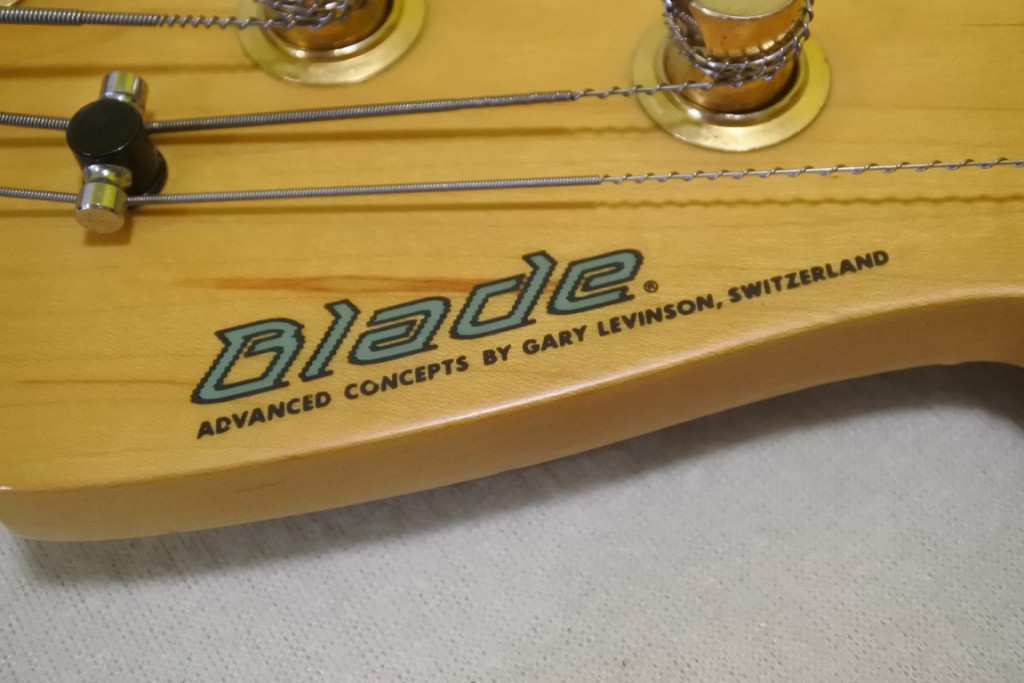 Blade®
ADVANCED CONCEPTS BY GARY LEVINSON, SWITZERLAND